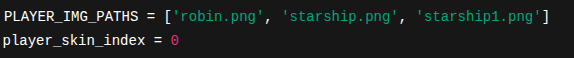 PLAYER_IMG_PATHS = ['robin.png', 'starship.png', 'starship1.png']
player_skin_index = 0